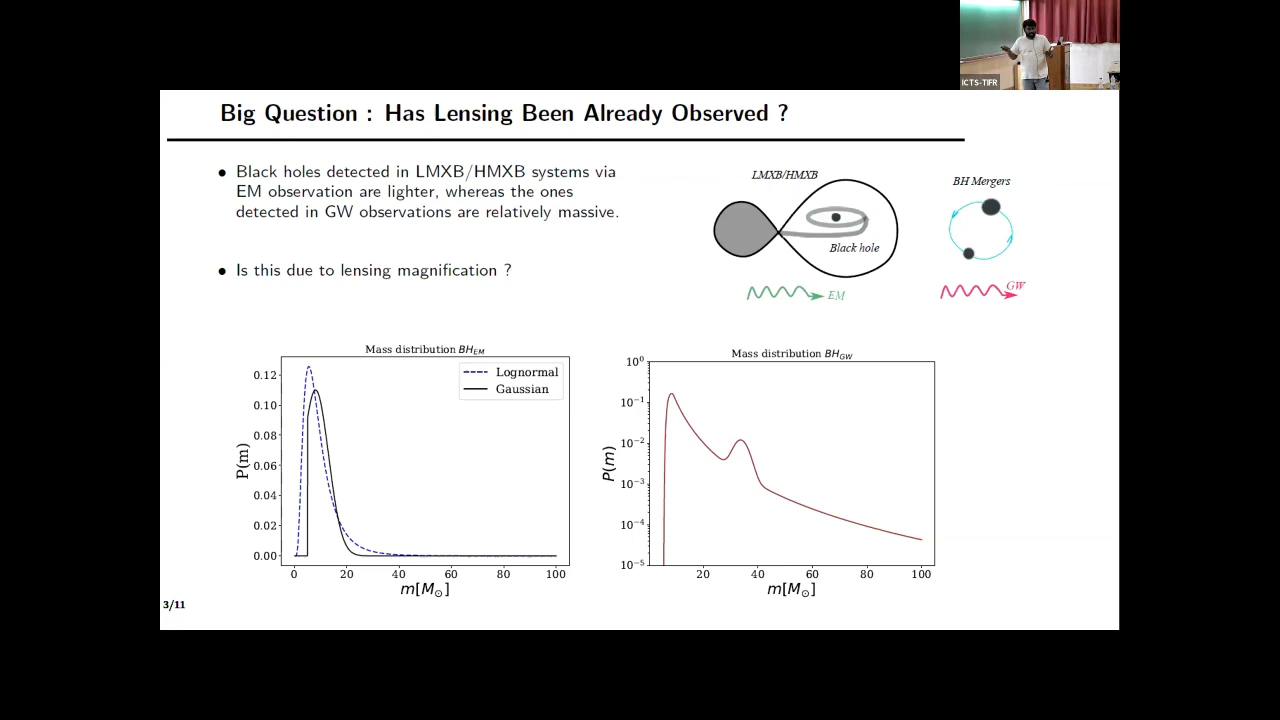 ICTS-TIFR
Big Question : Has Lensing Been Already Observed ?
• Black holes detected in LMXB/HMXB systems via
EM observation are lighter, whereas the ones
detected in GW observations are relatively massive.
• Is this due to lensing magnification ?
LMXB/HMXB
Black hole
EM
BH Mergers
GW
Mass distribution BH_EM
Lognormal
Gaussian
P(m)
0.12
0.10
0.08
0.06
0.04
0.02
0.00
0 20 40 60 80 100
m[M⊙]
Mass distribution BH_GW
P(m)
10⁰
10⁻¹
10⁻²
10⁻³
10⁻⁴
10⁻⁵
20 40 60 80 100
m[M⊙]
3/11